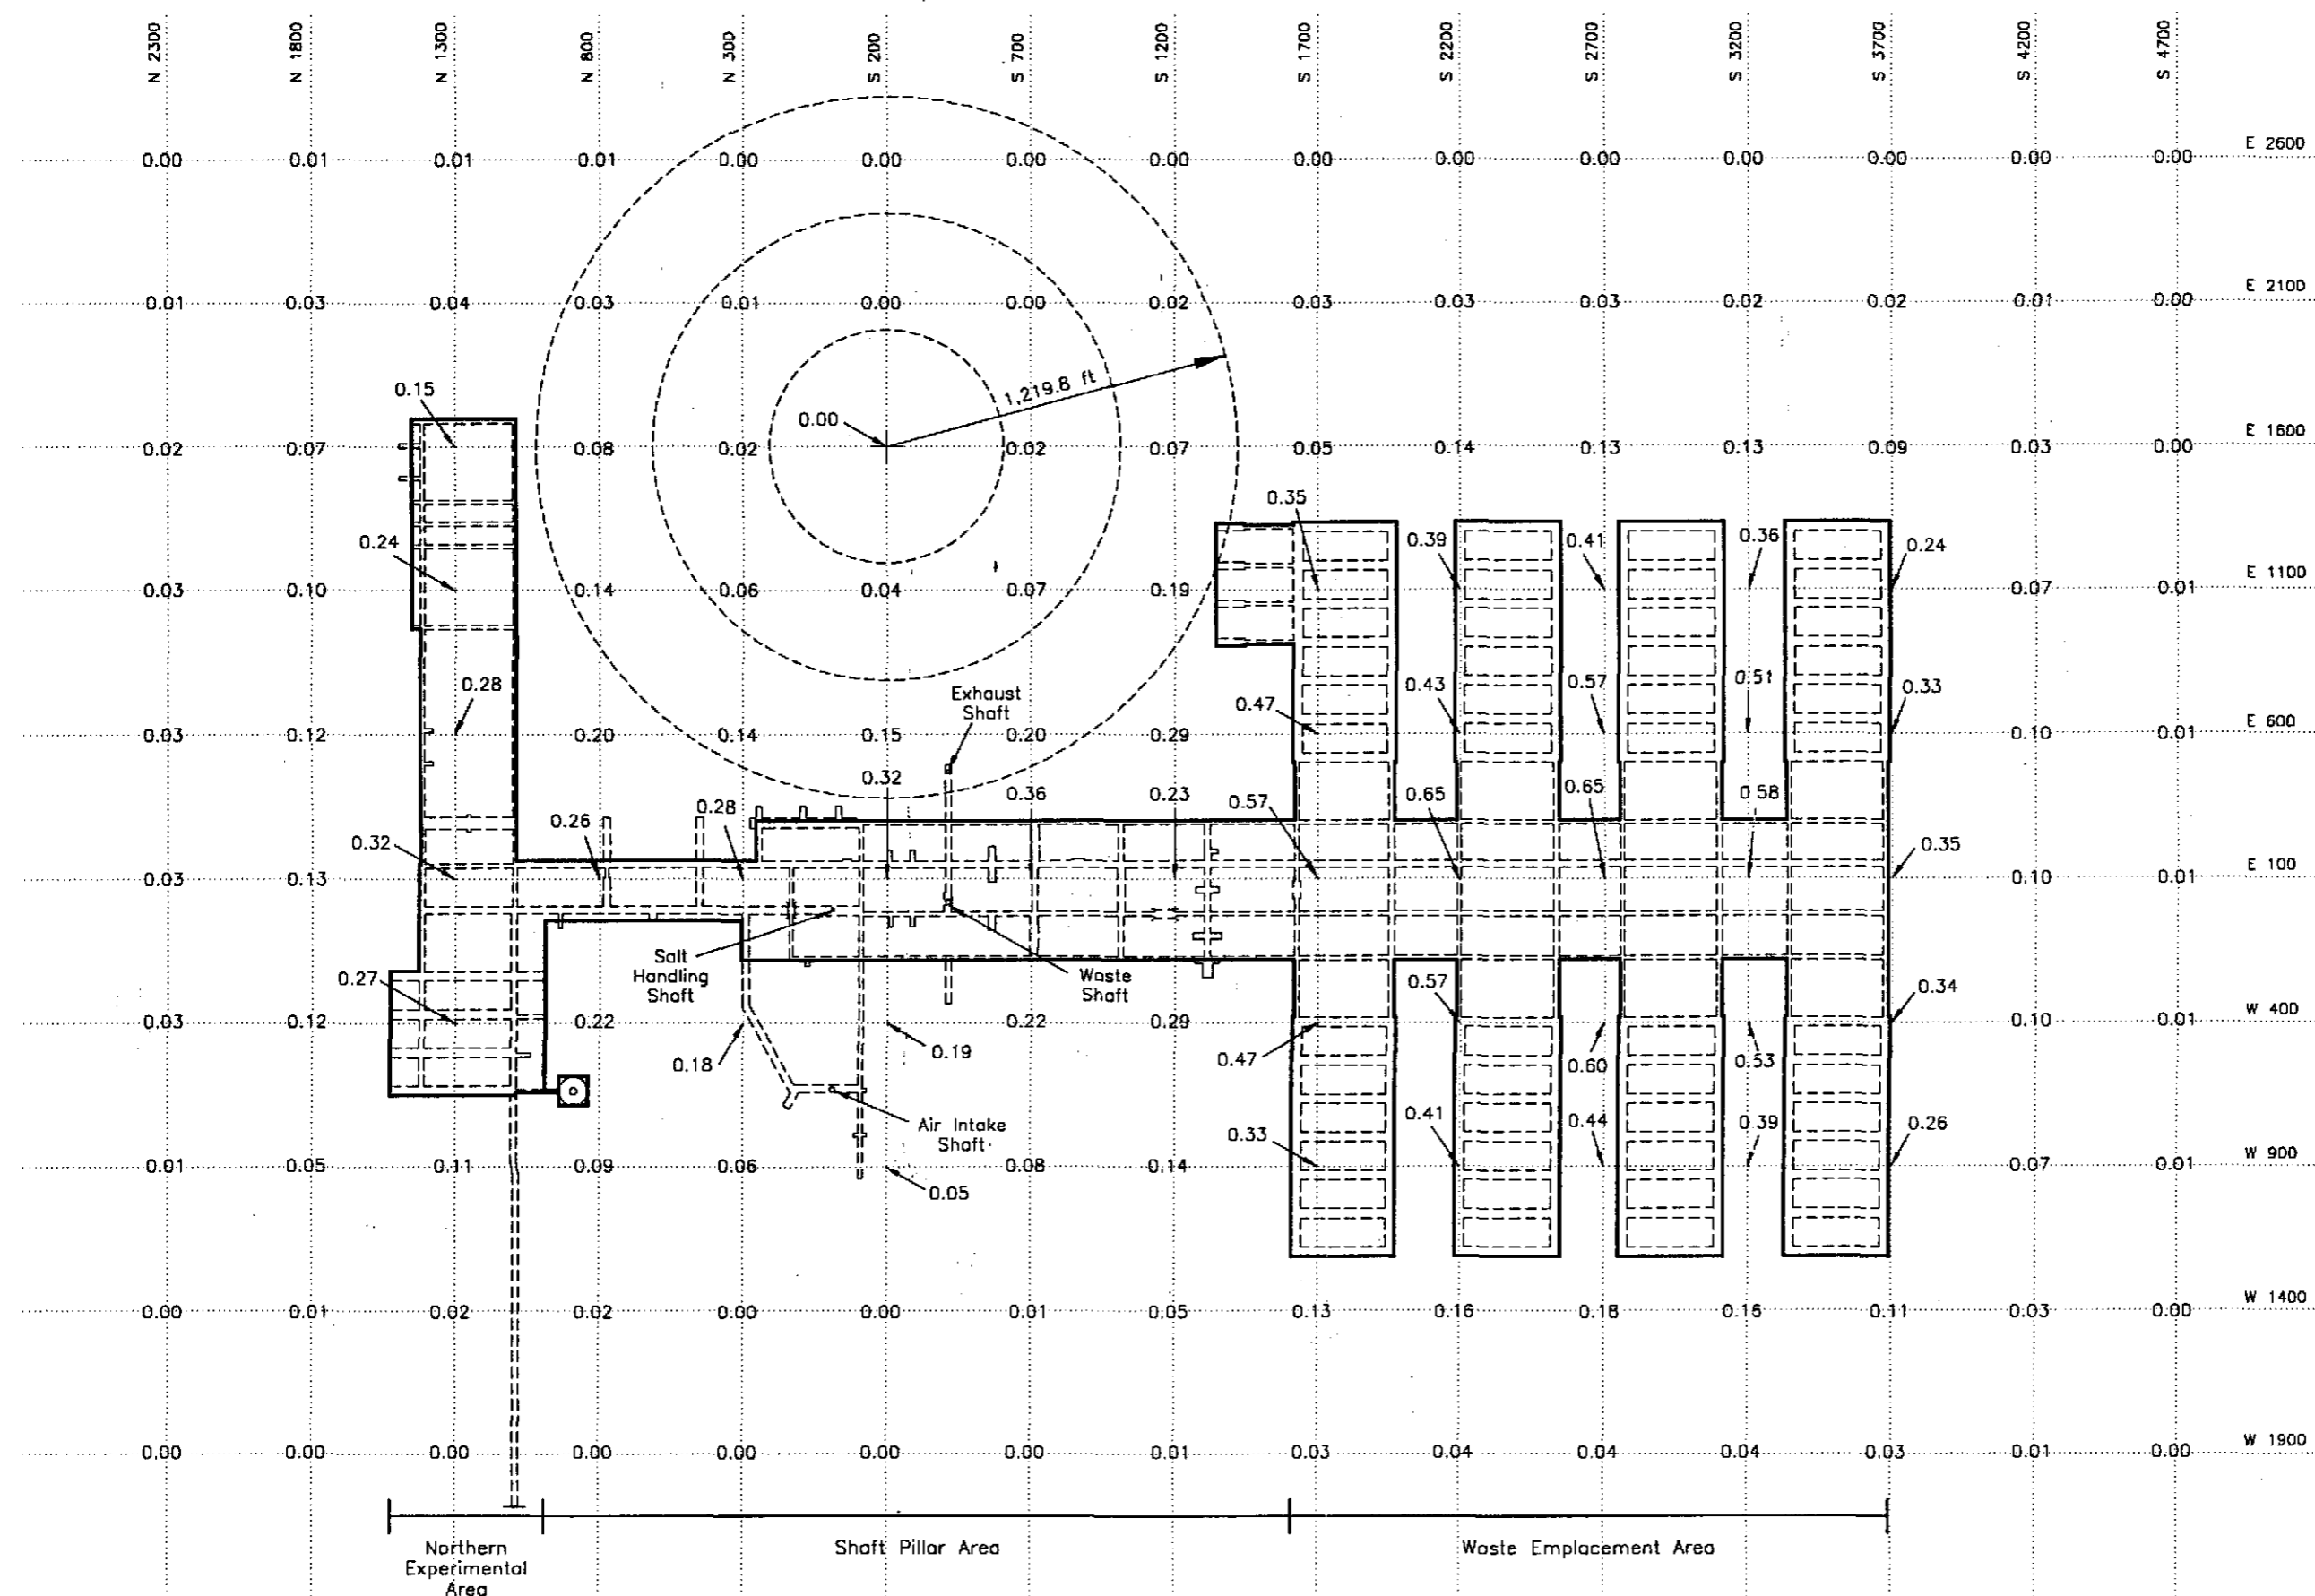 N 2300 N 1800 N 1300 N 800 N 300 S 200 S 700 S 1200 S 1700 S 2200 S 2700 S 3200 S 3700 S 4200 S 4700
0.00 0.01 0.01 0.01 0.00 0.00 0.00 0.00 0.00 0.00 0.00 0.00 0.00 0.00 0.00 E 2600
0.01 0.03 0.04 0.03 0.01 0.00 0.00 0.02 0.03 0.03 0.03 0.02 0.02 0.01 0.00 E 2100
1,219.8 ft
0.15
0.00
0.02 0.07 0.08 0.02 0.02 0.07 0.05 0.14 0.13 0.13 0.09 0.03 0.00 E 1600
0.35
0.24 0.39 0.41 0.36 0.24
0.03 0.10 0.14 0.06 0.04 0.07 0.19 0.07 0.01 E 1100
0.28 0.43 0.57 0.51 0.33
Exhaust
Shaft
0.47
0.03 0.12 0.20 0.14 0.15 0.20 0.29 0.10 0.01 E 600
0.32
0.26 0.28 0.36 0.23 0.57 0.65 0.65 0.58
0.32 0.35
0.03 0.13 0.10 0.01 E 100
Salt
Handling
Shaft
Waste
Shaft
0.27 0.57 0.34
0.03 0.12 0.22 0.22 0.29 0.10 0.01 W 400
0.18 0.19 0.47 0.60 0.53
Air Intake
Shaft
0.33 0.41 0.44 0.39 0.26
0.01 0.05 0.11 0.09 0.06 0.08 0.14 0.07 0.01 W 900
0.05
0.00 0.01 0.02 0.02 0.00 0.00 0.01 0.05 0.13 0.16 0.18 0.15 0.11 0.03 0.00 W 1400
0.00 0.00 0.00 0.00 0.00 0.00 0.00 0.01 0.03 0.04 0.04 0.04 0.03 0.01 0.00 W 1900
Northern
Experimental
Area
Shaft Pillar Area
Waste Emplacement Area